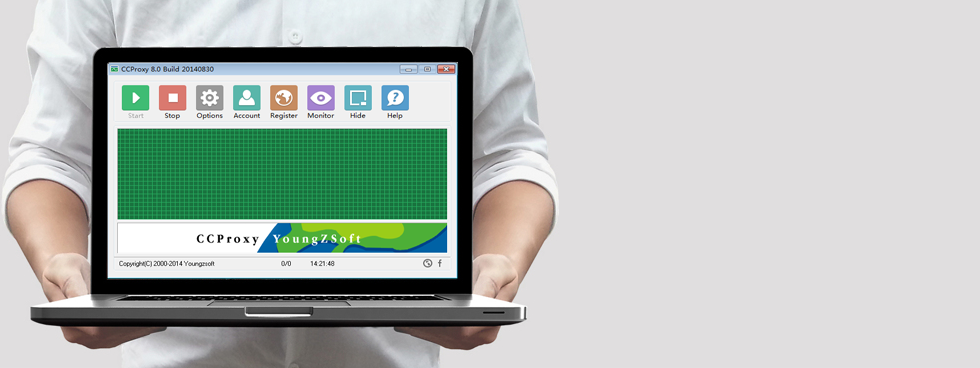 CCProxy 8.0 Build 20140830
Start Stop Options Account Register Monitor Hide Help
CCProxy YoungZSoft
Copyright(C) 2000-2014 Youngzsoft 0/0 14:21:48